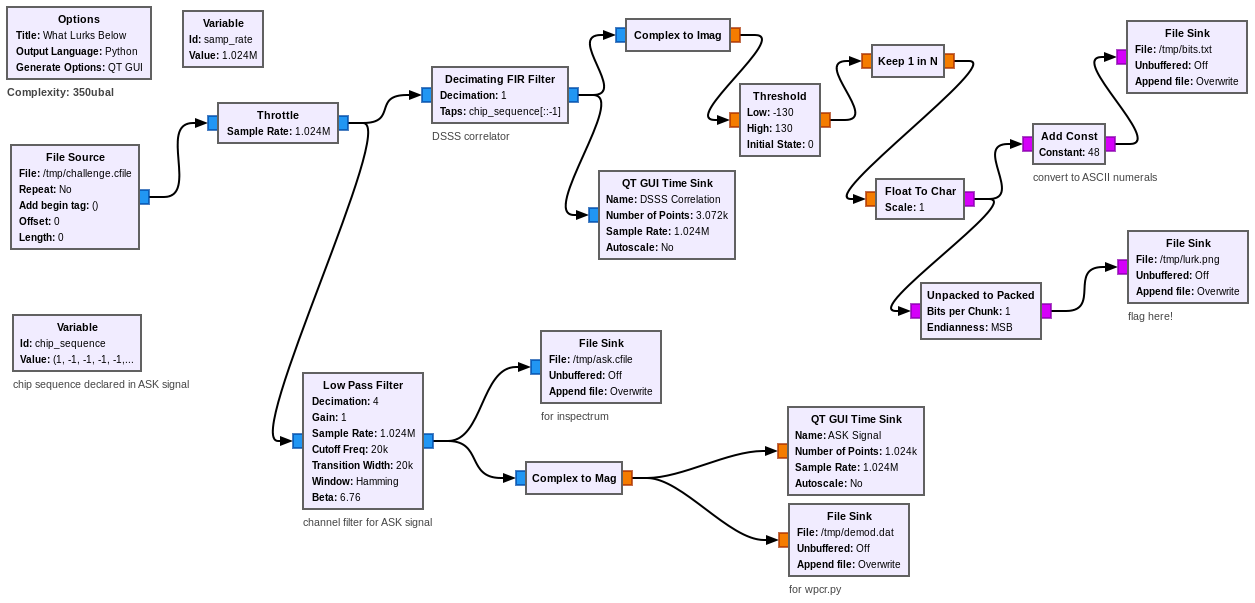 Options
Title: What Lurks Below
Output Language: Python
Generate Options: QT GUI
Complexity: 350ubal
Variable
Id: samp_rate
Value: 1.024M
File Source
File: /tmp/challenge.cfile
Repeat: No
Add begin tag: ()
Offset: 0
Length: 0
Throttle
Sample Rate: 1.024M
Variable
Id: chip_sequence
Value: (1, -1, -1, -1, -1,...
chip sequence declared in ASK signal
Decimating FIR Filter
Decimation: 1
Taps: chip_sequence[::-1]
DSSS correlator
Complex to Imag
QT GUI Time Sink
Name: DSSS Correlation
Number of Points: 3.072k
Sample Rate: 1.024M
Autoscale: No
Threshold
Low: -130
High: 130
Initial State: 0
Keep 1 in N
Float To Char
Scale: 1
Add Const
Constant: 48
convert to ASCII numerals
File Sink
File: /tmp/bits.txt
Unbuffered: Off
Append file: Overwrite
Unpacked to Packed
Bits per Chunk: 1
Endianness: MSB
File Sink
File: /tmp/lurk.png
Unbuffered: Off
Append file: Overwrite
flag here!
Low Pass Filter
Decimation: 4
Gain: 1
Sample Rate: 1.024M
Cutoff Freq: 20k
Transition Width: 20k
Window: Hamming
Beta: 6.76
channel filter for ASK signal
File Sink
File: /tmp/ask.cfile
Unbuffered: Off
Append file: Overwrite
for inspectrum
Complex to Mag
QT GUI Time Sink
Name: ASK Signal
Number of Points: 1.024k
Sample Rate: 1.024M
Autoscale: No
File Sink
File: /tmp/demod.dat
Unbuffered: Off
Append file: Overwrite
for wpcr.py